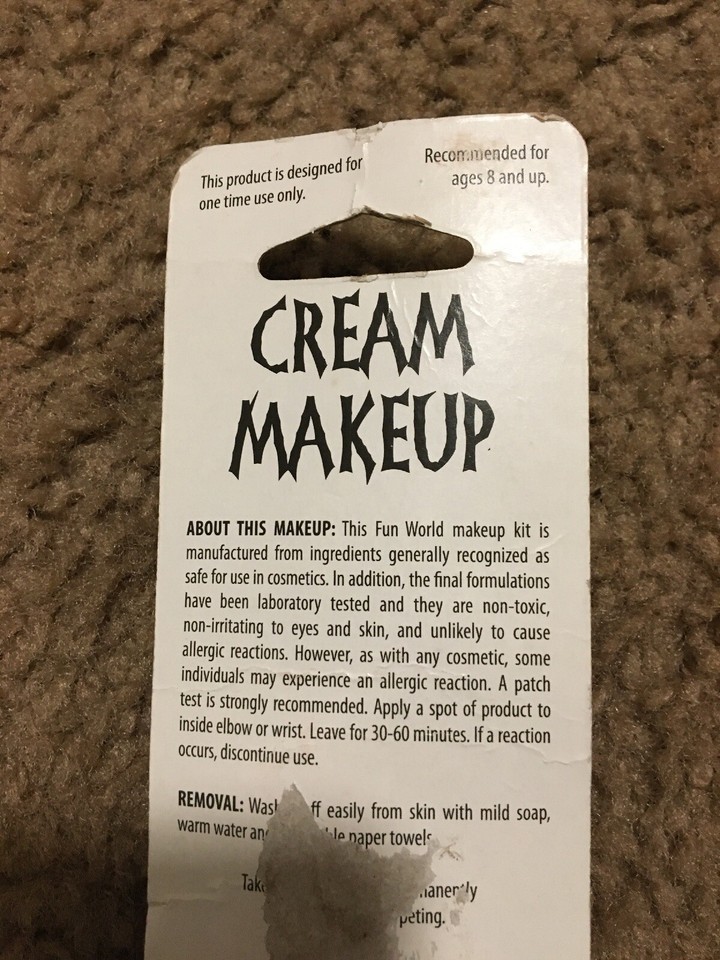 This product is designed for
one time use only.
Recommended for
ages 8 and up.
CREAM
MAKEUP
ABOUT THIS MAKEUP: This Fun World makeup kit is
manufactured from ingredients generally recognized as
safe for use in cosmetics. In addition, the final formulations
have been laboratory tested and they are non-toxic,
non-irritating to eyes and skin, and unlikely to cause
allergic reactions. However, as with any cosmetic, some
individuals may experience an allergic reaction. A patch
test is strongly recommended. Apply a spot of product to
inside elbow or wrist. Leave for 30-60 minutes. If a reaction
occurs, discontinue use.
REMOVAL: easily from skin with mild soap,
warm water paper towels